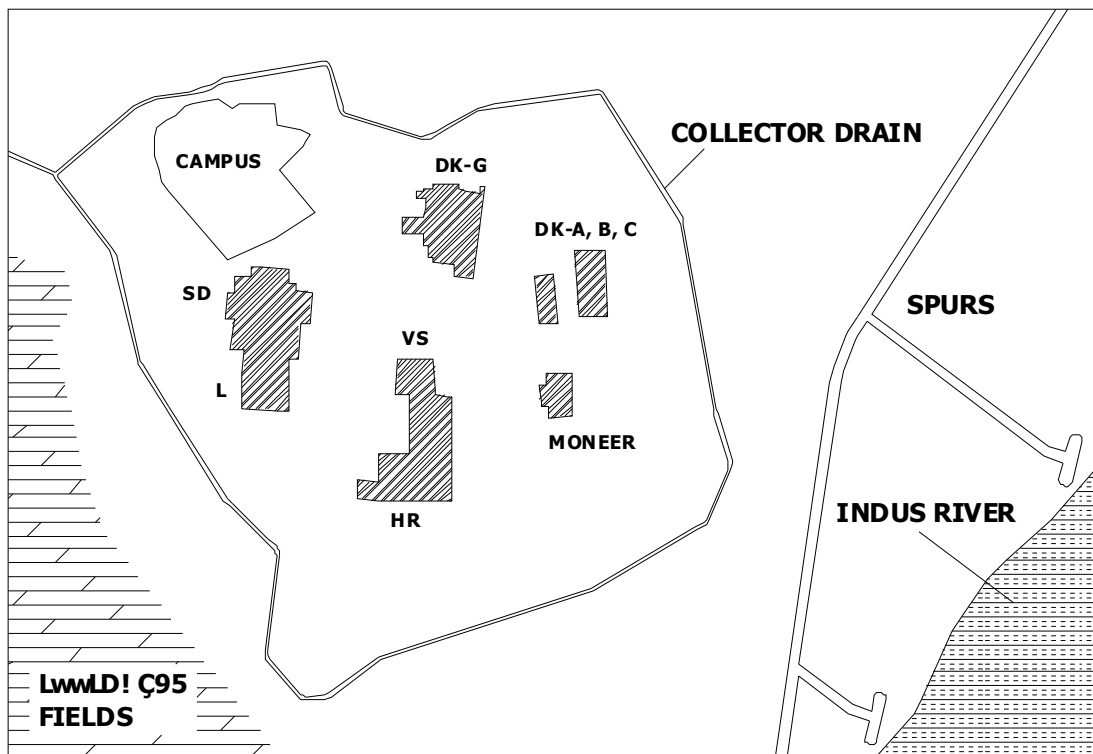 CAMPUS
DK-G
COLLECTOR DRAIN
DK-A, B, C
SD
SPURS
VS
L
MONEER
HR
INDUS RIVER
FIELDS